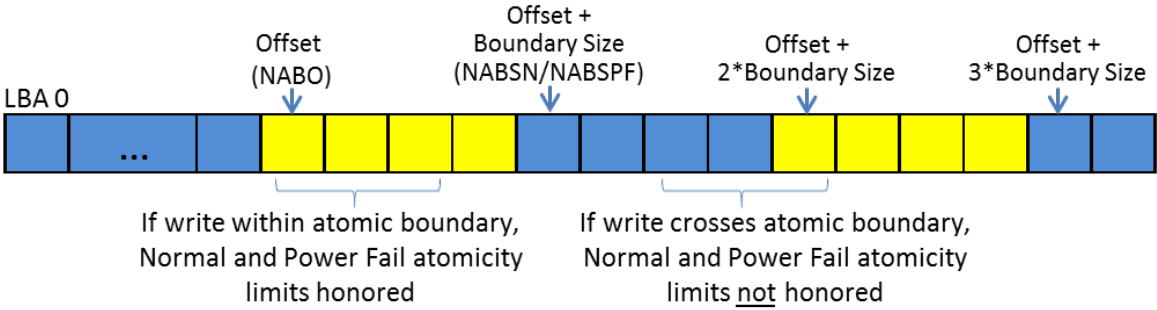 Offset
(NABO)
Offset +
Boundary Size
(NABSN/NABSPF)
Offset +
2*Boundary Size
Offset +
3*Boundary Size
LBA 0
...
If write within atomic boundary,
Normal and Power Fail atomicity
limits honored
If write crosses atomic boundary,
Normal and Power Fail atomicity
limits not honored